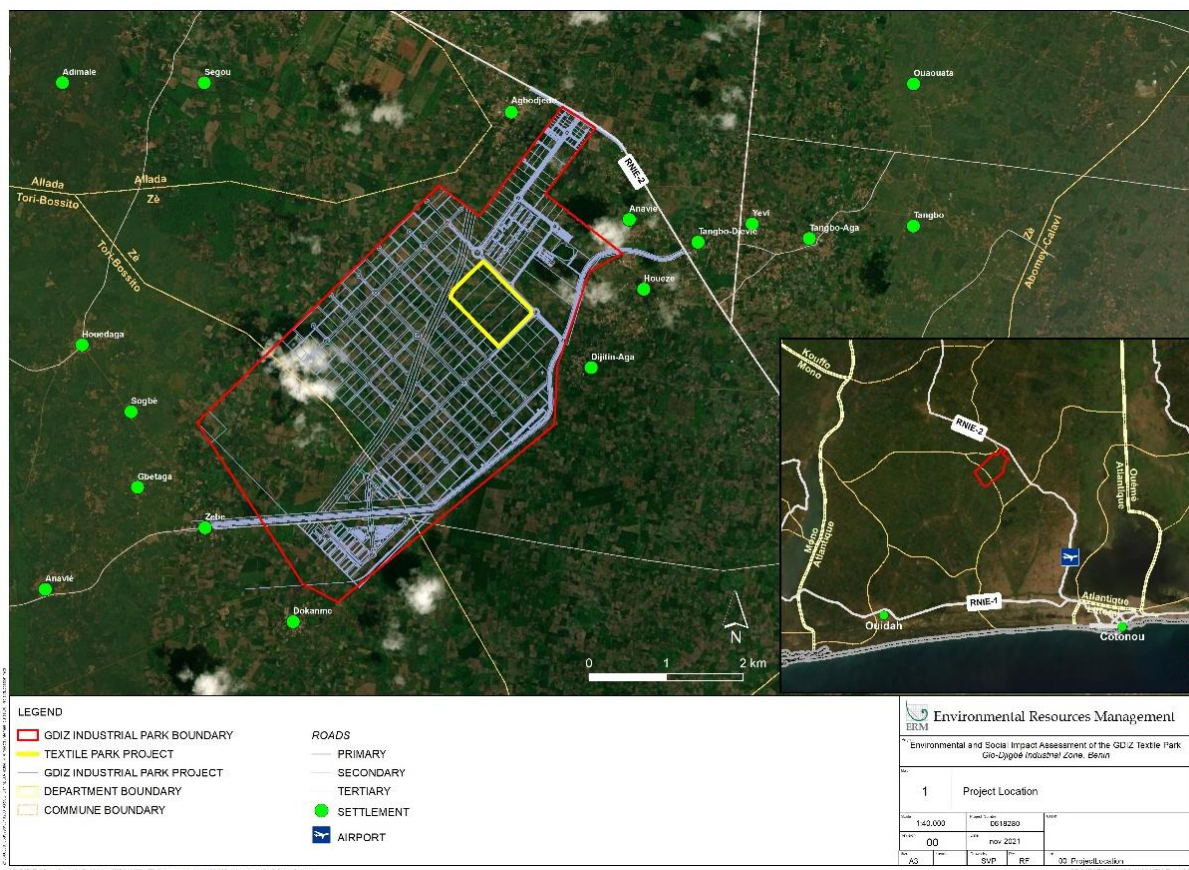 Adimale
Segou
Ouaouata
RNIE-2
Allada
Allada
Tori-Bossito
Zè
Zè
Tori-Bossito
Anavie
Yevi
Tangbo-Dievie
Tangbo-Aga
Tangbo
Zè
Abomey-Calavi
Houeze
Houedaga
Djitin-Aga
Sogbé
Gbetaga
Zebe
Anavié
Dokanme
N
0 1 2 km
Kouffo
Mono
RNIE-2
Ouémé
Atlantique
Mono
Atlantique
RNIE-1
Atlantique
Ouidah
Cotonou
LEGEND
GDIZ INDUSTRIAL PARK BOUNDARY
TEXTILE PARK PROJECT
GDIZ INDUSTRIAL PARK PROJECT
DEPARTMENT BOUNDARY
COMMUNE BOUNDARY
ROADS
PRIMARY
SECONDARY
TERTIARY
SETTLEMENT
AIRPORT
ERM
Environmental Resources Management
Environmental and Social Impact Assessment of the GDIZ Textile Park
Glo-Djigbé Industrial Zone, Benin
1 Project Location
1:40.000
0618280
00
nov 2021
A3 SVP RF 03_ProjectLocation